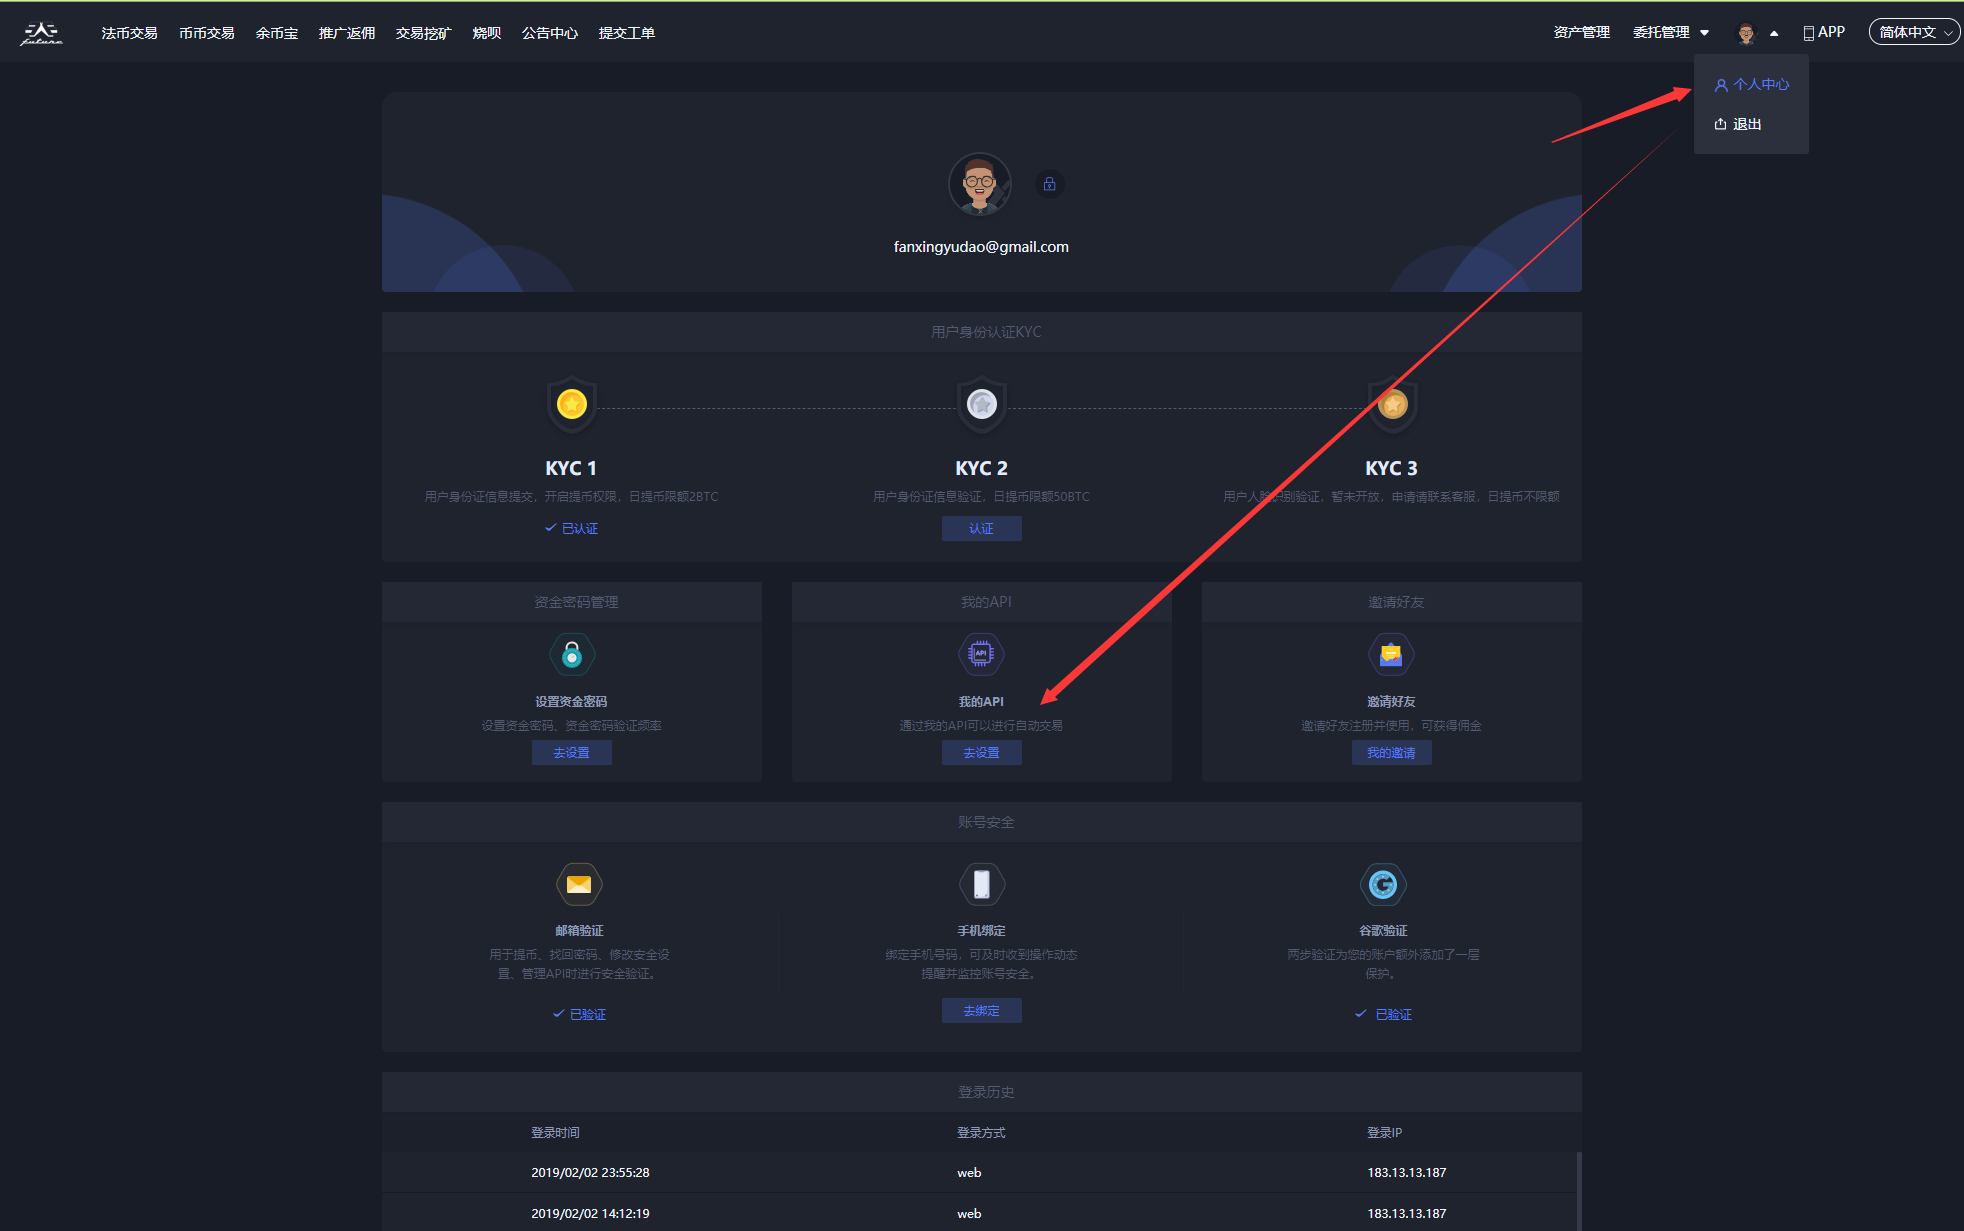 future
法币交易 币币交易 余币宝 推广返佣 交易挖矿 烧呗 公告中心 提交工单 资产管理 委托管理 APP 简体中文
个人中心
退出
fanxingyudao@gmail.com
用户身份认证KYC
KYC 1 KYC 2 KYC 3
用户身份证信息提交，开启提币权限，日提币限额2BTC 用户身份证信息验证，日提币限额50BTC 用户人脸识别验证，暂未开放，申请请联系客服，日提币不限额
已认证 认证
资金密码管理 我的API 邀请好友
API
设置资金密码 我的API 邀请好友
设置资金密码、资金密码验证频率 通过我的API可以进行自动交易 邀请好友注册并使用，可获得佣金
去设置 去设置 我的邀请
账号安全
邮箱验证 手机绑定 谷歌验证
用于提币、找回密码、修改安全设 绑定手机号码，可及时收到操作动态 两步验证为您的账户额外添加了一层
置、管理API时进行安全验证。 提醒并监控账号安全。 保护。
已验证 去绑定 已验证
登录历史
登录时间 登录方式 登录IP
2019/02/02 23:55:28 web 183.13.13.187
2019/02/02 14:12:19 web 183.13.13.187